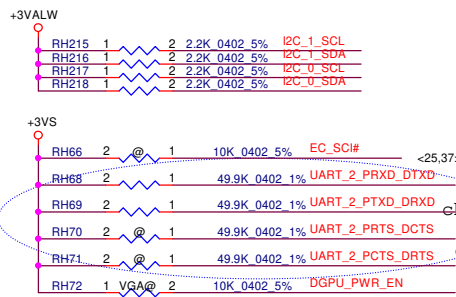 +3VALW
RH215 1 2 2.2K_0402_5% I2C_1_SCL
RH216 1 2 2.2K_0402_5% I2C_1_SDA
RH217 1 2 2.2K_0402_5% I2C_0_SCL
RH218 1 2 2.2K_0402_5% I2C_0_SDA
+3VS
RH66 2 @ 1 10K_0402_5% EC_SCI# <25,37>
RH68 2 1 49.9K_0402_1% UART_2_PRXD_DTXD
RH69 2 1 49.9K_0402_1% UART_2_PTXD_DRXD
RH70 2 @ 1 49.9K_0402_1% UART_2_PRTS_DCTS
RH71 2 @ 1 49.9K_0402_1% UART_2_PCTS_DRTS
RH72 1 VGA@ 2 10K_0402_5% DGPU_PWR_EN